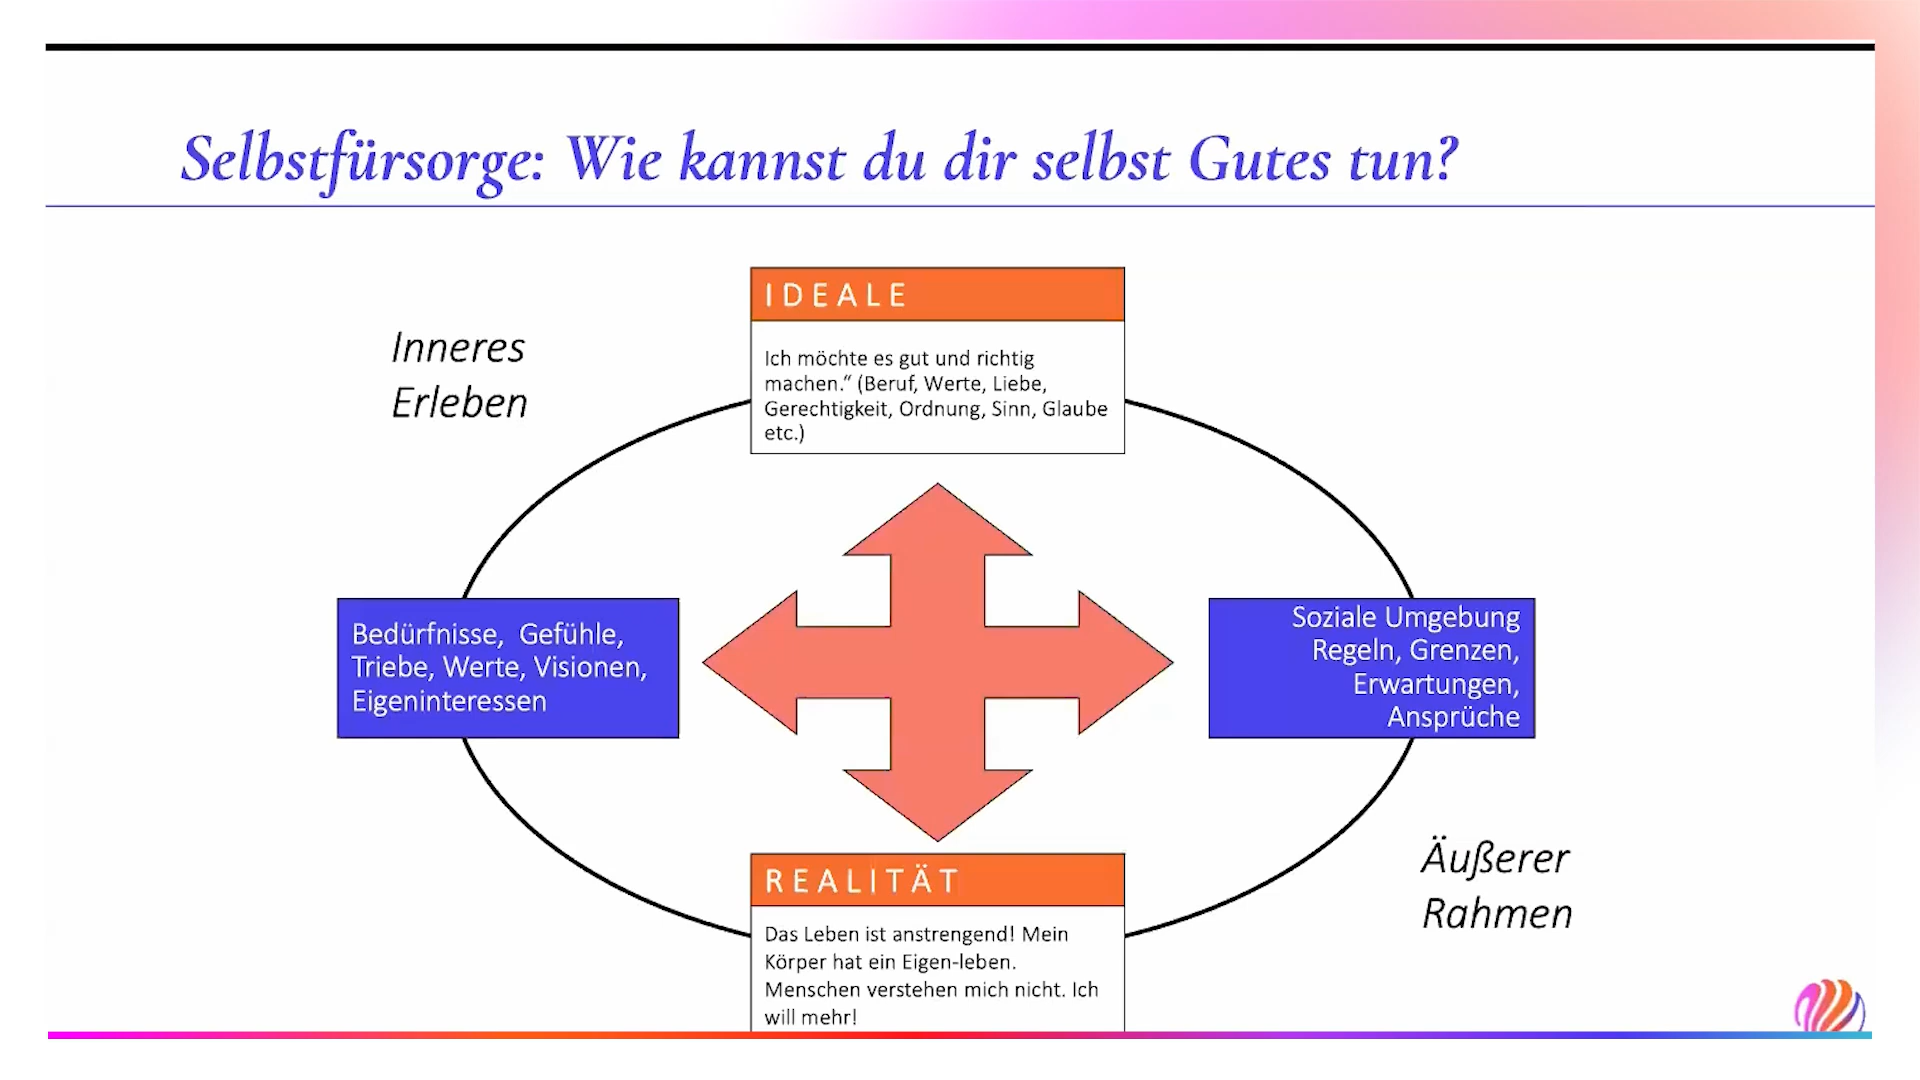 Selbstfürsorge: Wie kannst du dir selbst Gutes tun?
IDEALE
Ich möchte es gut und richtig
machen.“ (Beruf, Werte, Liebe,
Gerechtigkeit, Ordnung, Sinn, Glaube
etc.)
Inneres
Erleben
Bedürfnisse,  Gefühle,
Triebe, Werte, Visionen,
Eigeninteressen
Soziale Umgebung
Regeln, Grenzen,
Erwartungen,
Ansprüche
REALITÄT
Das Leben ist anstrengend! Mein
Körper hat ein Eigen-leben.
Menschen verstehen mich nicht. Ich
will mehr!
Äußerer
Rahmen